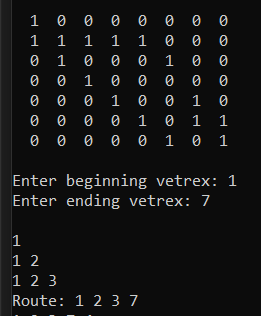 1 0 0 0 0 0 0 0
1 1 1 1 1 0 0 0
0 1 0 0 0 1 0 0
0 0 1 0 0 0 0 0
0 0 0 1 0 0 1 0
0 0 0 0 1 0 1 1
0 0 0 0 0 1 0 1
Enter beginning vetrex: 1
Enter ending vetrex: 7
1
1 2
1 2 3
Route: 1 2 3 7